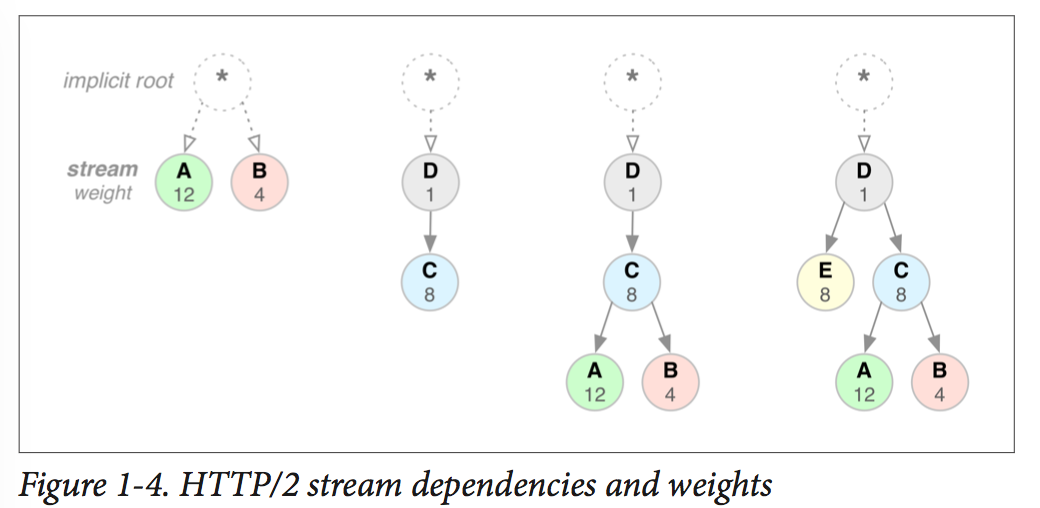 implicit root * * * *
stream A B D D D
weight 12 4 1 1 1
C C E C
8 8 8 8
A B A B
12 4 12 4
Figure 1-4. HTTP/2 stream dependencies and weights